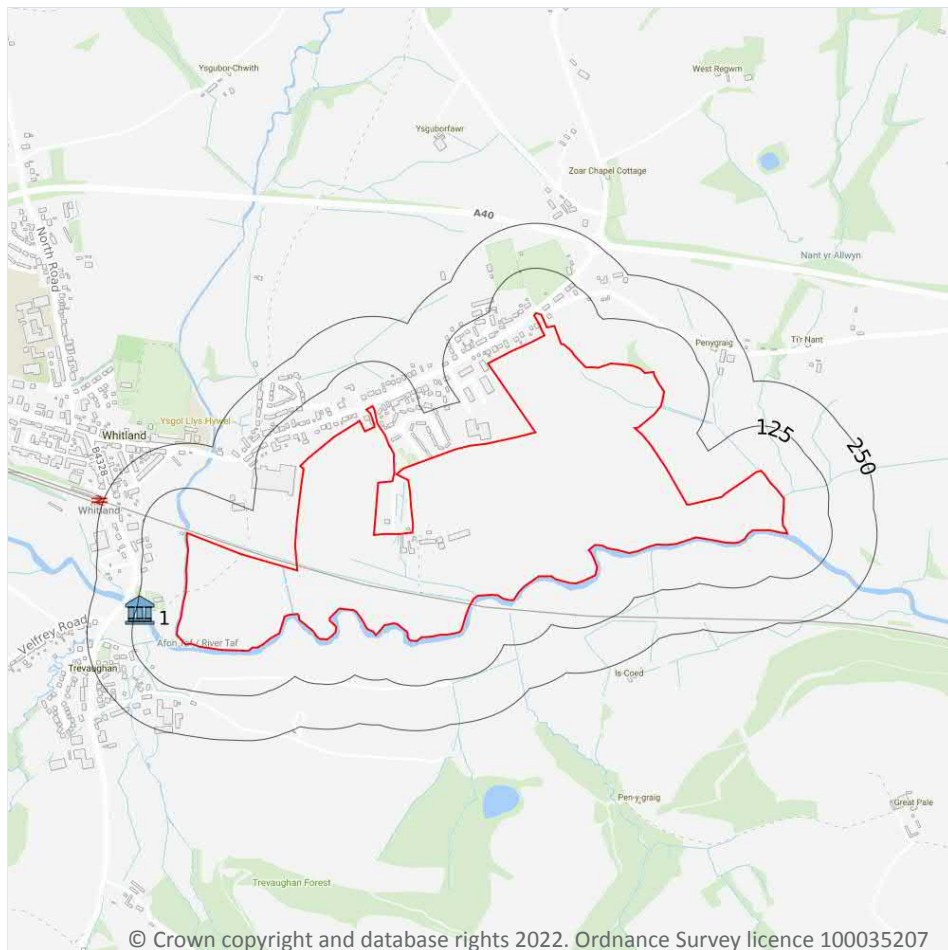 Ysgubor-Chwith
West Regwm
Ysguborfawr
Zoar Chapel Cottage
A40
North Road
Nant yr Allwyn
Penygraig
Ti'r Nant
Ysgol Llys Hywel
Whitland
B4328
125
250
Whitland
1
Velfrey Road
Afon Taf / River Taf
Trevaughan
Is Coed
Pen-y-graig
Great Pale
Trevaughan Forest
© Crown copyright and database rights 2022. Ordnance Survey licence 100035207